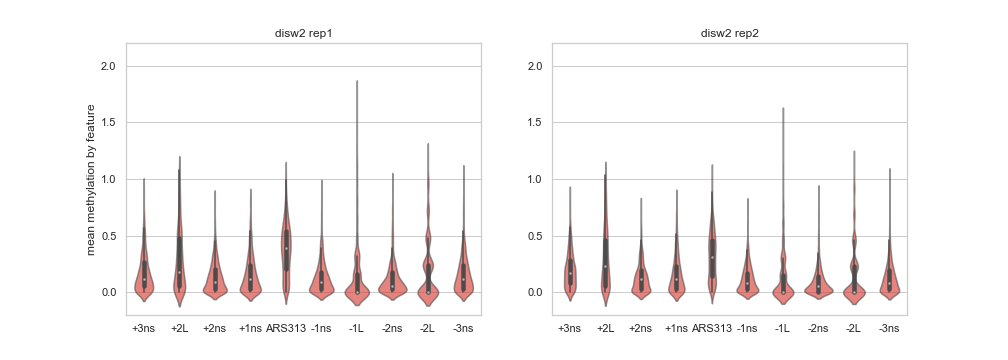 disw2 rep1
mean methylation by feature
2.0
1.5
1.0
0.5
0.0
+3ns +2L +2ns +1ns ARS313 -1ns -1L -2ns -2L -3ns
disw2 rep2
2.0
1.5
1.0
0.5
0.0
+3ns +2L +2ns +1ns ARS313 -1ns -1L -2ns -2L -3ns